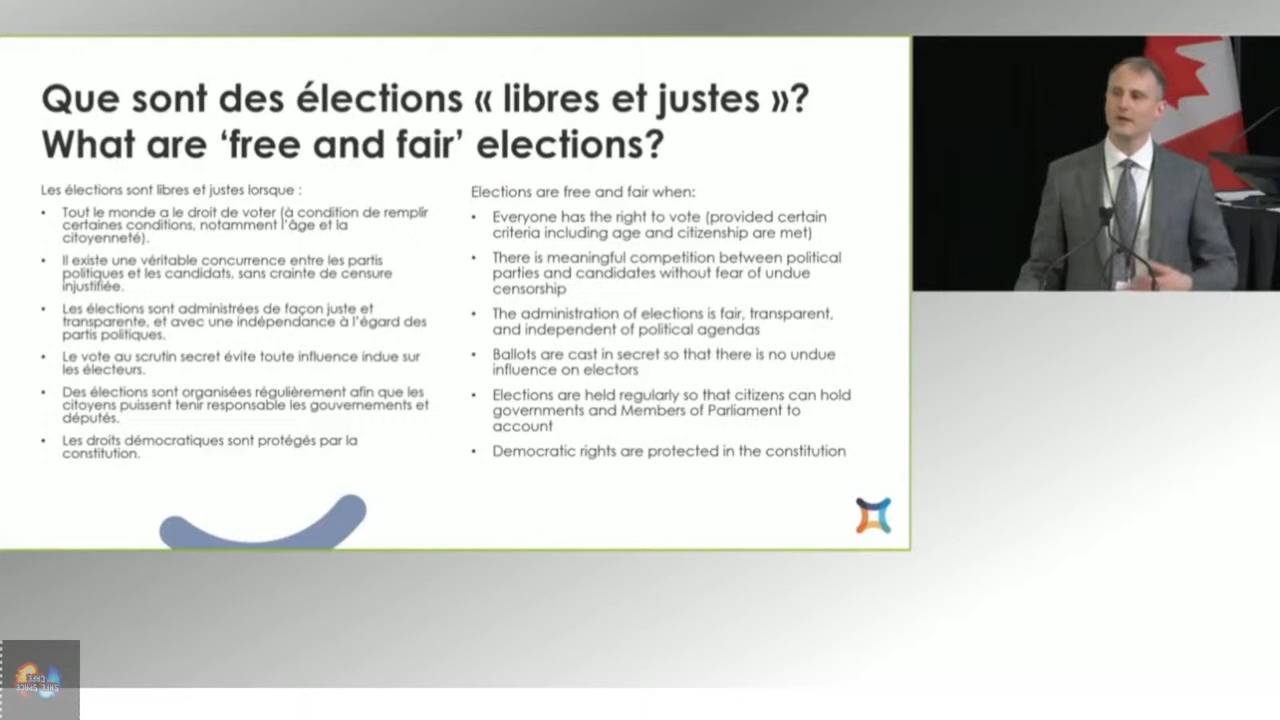 Que sont des élections « libres et justes »?
What are ‘free and fair’ elections?
Les élections sont libres et justes lorsque :
• Tout le monde a le droit de voter (à condition de remplir
certaines conditions, notamment l’âge et la
citoyenneté).
• Il existe une véritable concurrence entre les partis
politiques et les candidats, sans crainte de censure
injustifiée.
• Les élections sont administrées de façon juste et
transparente, et avec une indépendance à l’égard des
partis politiques.
• Le vote au scrutin secret évite toute influence indue sur
les électeurs.
• Des élections sont organisées régulièrement afin que les
citoyens puissent tenir responsable les gouvernements et
députés.
• Les droits démocratiques sont protégés par la
constitution.
Elections are free and fair when:
• Everyone has the right to vote (provided certain
criteria including age and citizenship are met)
• There is meaningful competition between political
parties and candidates without fear of undue
censorship
• The administration of elections is fair, transparent,
and independent of political agendas
• Ballots are cast in secret so that there is no undue
influence on electors
• Elections are held regularly so that citizens can hold
governments and Members of Parliament to
account
• Democratic rights are protected in the constitution
SAFE SPACE
CAFE